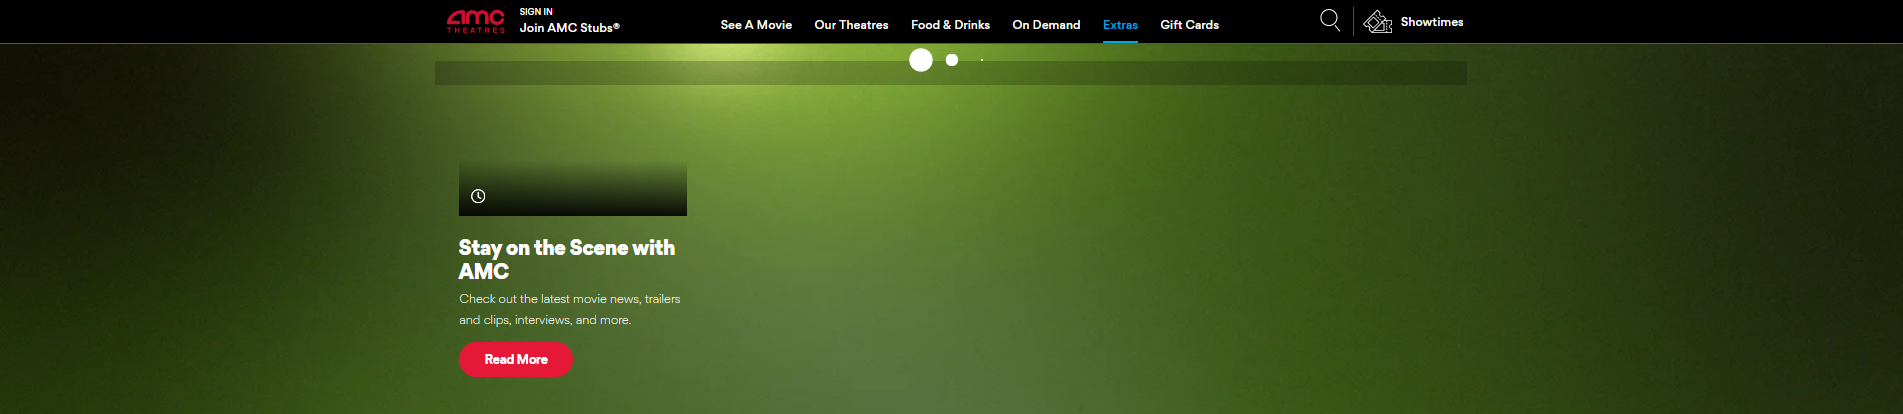 amc
THEATRES
SIGN IN
Join AMC Stubs®
See A Movie
Our Theatres
Food & Drinks
On Demand
Extras
Gift Cards
Showtimes
Stay on the Scene with
AMC
Check out the latest movie news, trailers
and clips, interviews, and more.
Read More